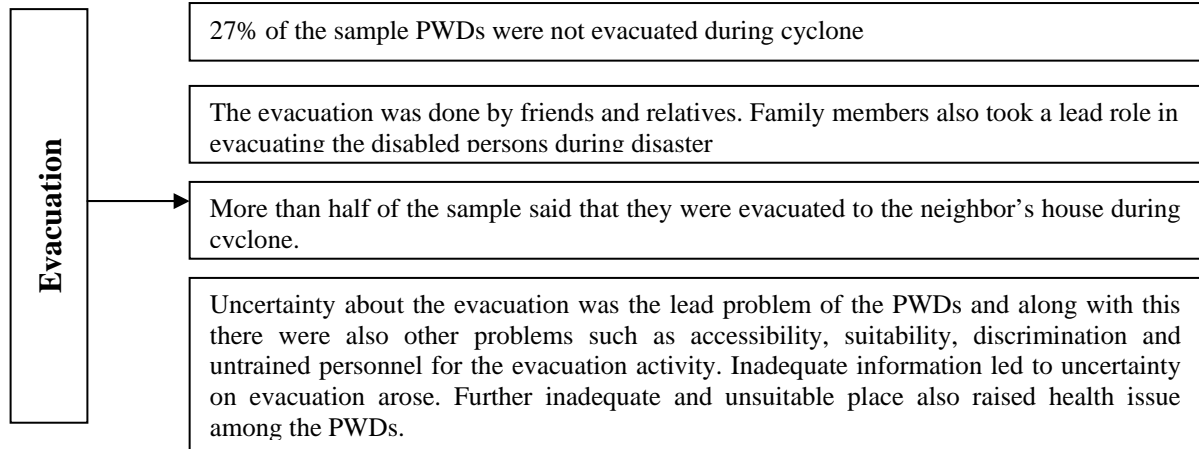 Evacuation
27% of the sample PWDs were not evacuated during cyclone
The evacuation was done by friends and relatives. Family members also took a lead role in
evacuating the disabled persons during disaster
More than half of the sample said that they were evacuated to the neighbor's house during
cyclone.
Uncertainty about the evacuation was the lead problem of the PWDs and along with this
there were also other problems such as accessibility, suitability, discrimination and
untrained personnel for the evacuation activity. Inadequate information led to uncertainty
on evacuation arose. Further inadequate and unsuitable place also raised health issue
among the PWDs.